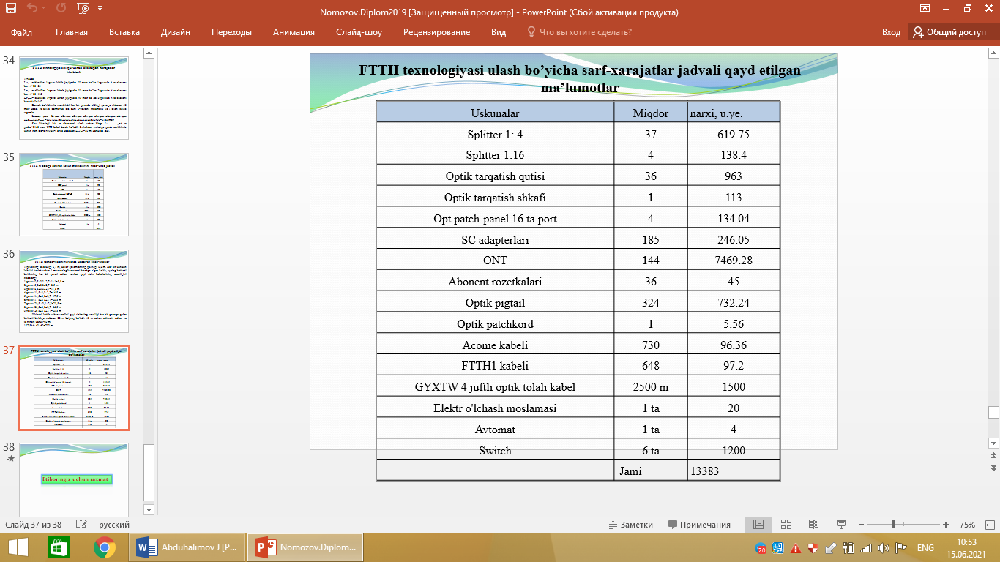 Nomozov.Diplom2019 [Защищенный просмотр] - PowerPoint (Сбой активации продукта)
Файл Главная Вставка Дизайн Переходы Анимация Слайд-шоу Рецензирование Вид Что вы хотите сделать? Вход Общий доступ
34
35
36
37
38
Etiboringiz uchun raxmat
FTTH texnologiyasi ulash bo’yicha sarf-xarajatlar jadvali qayd etilgan
ma’lumotlar
Uskunalar Miqdor narxi, u.ye.
Splitter 1: 4 37 619.75
Splitter 1:16 4 138.4
Optik tarqatish qutisi 36 963
Optik tarqatish shkafi 1 113
Opt.patch-panel 16 ta port 4 134.04
SC adapterlari 185 246.05
ONT 144 7469.28
Abonent rozetkalari 36 45
Optik pigtail 324 732.24
Optik patchkord 1 5.56
Acome kabeli 730 96.36
FTTH1 kabeli 648 97.2
GYXTW 4 juftli optik tolali kabel 2500 m 1500
Elektr o'lchash moslamasi 1 ta 20
Avtomat 1 ta 4
Switch 6 ta 1200
Jami 13383
Слайд 37 из 38 русский Заметки Примечания 75%
Abduhalimov J [Р... Nomozov.Diplom... 20 ENG 10:53
15.06.2021